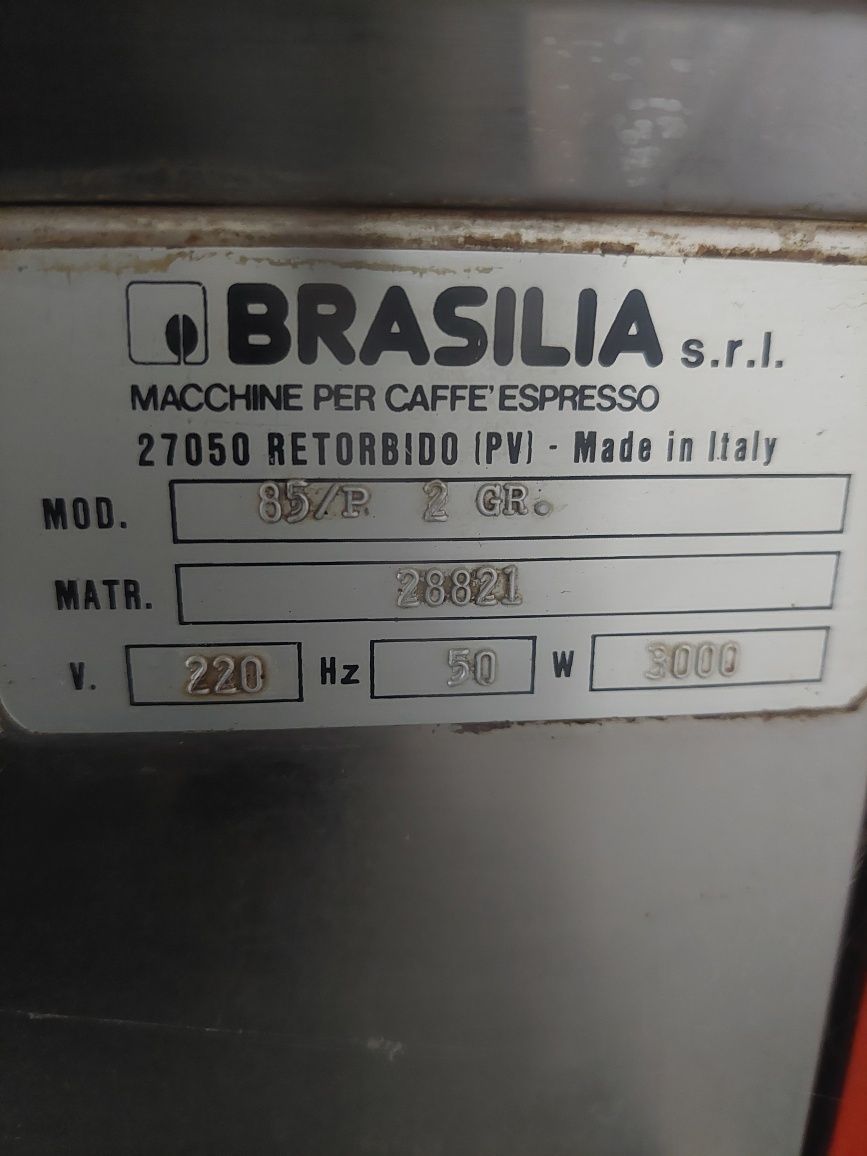 BRASILIA s.r.l.
MACCHINE PER CAFFE' ESPRESSO
27050 RETORBIDO (PV) - Made in Italy
MOD. 85/P 2 GR.
MATR. 28821
V. 220 Hz 50 W 3000